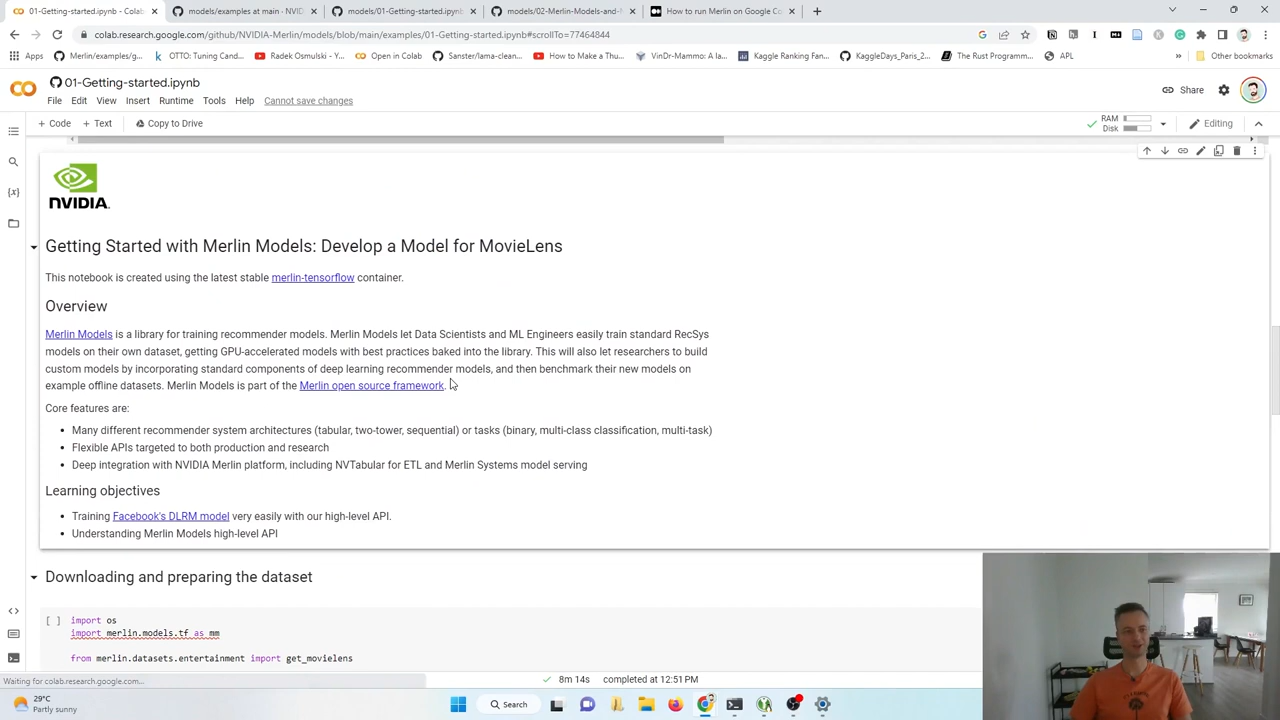 01-Getting-started.ipynb - Colab
models/examples at main · NVID
models/01-Getting-started.ipynb
models/02-Merlin-Models-and-
How to run Merlin on Google Co
colab.research.google.com/github/NVIDIA-Merlin/models/blob/main/examples/01-Getting-started.ipynb#scrollTo=77464844
Apps
Merlin/examples/g...
OTTO: Tuning Cand...
Radek Osmulski - Y...
Open in Colab
Sanster/lama-clean...
How to Make a Thu...
VinDr-Mammo: A la...
Kaggle Ranking Fan...
KaggleDays_Paris_2...
The Rust Programm...
APL
»
Other bookmarks
CO
01-Getting-started.ipynb
File Edit View Insert Runtime Tools Help Cannot save changes
Share
+ Code + Text Copy to Drive
RAM
Disk
Editing
{x}
NVIDIA.
Getting Started with Merlin Models: Develop a Model for MovieLens
This notebook is created using the latest stable merlin-tensorflow container.
Overview
Merlin Models is a library for training recommender models. Merlin Models let Data Scientists and ML Engineers easily train standard RecSys
models on their own dataset, getting GPU-accelerated models with best practices baked into the library. This will also let researchers to build
custom models by incorporating standard components of deep learning recommender models, and then benchmark their new models on
example offline datasets. Merlin Models is part of the Merlin open source framework.
Core features are:
• Many different recommender system architectures (tabular, two-tower, sequential) or tasks (binary, multi-class classification, multi-task)
• Flexible APIs targeted to both production and research
• Deep integration with NVIDIA Merlin platform, including NVTabular for ETL and Merlin Systems model serving
Learning objectives
• Training Facebook's DLRM model very easily with our high-level API.
• Understanding Merlin Models high-level API
Downloading and preparing the dataset
[ ] import os
import merlin.models.tf as mm
from merlin.datasets.entertainment import get_movielens
Waiting for colab.research.google.com...
8m 14s completed at 12:51 PM
29°C
Partly sunny
Search